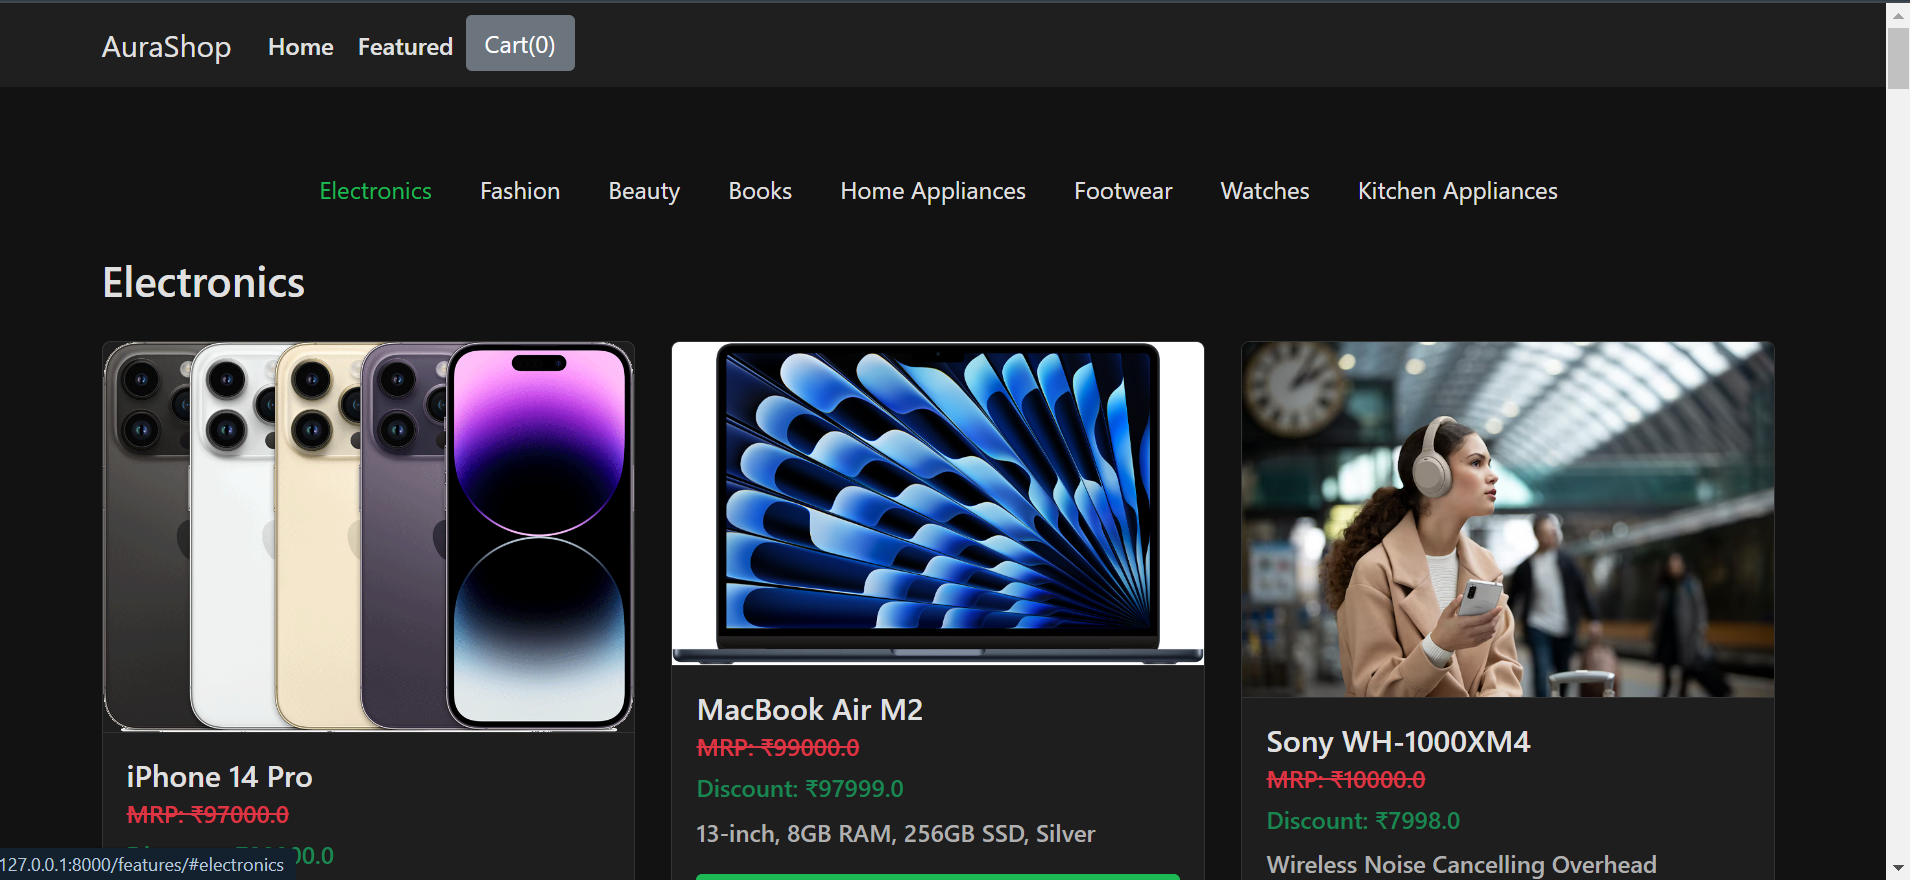 AuraShop Home Featured Cart(0)
Electronics Fashion Beauty Books Home Appliances Footwear Watches Kitchen Appliances
Electronics
iPhone 14 Pro
MRP: ₹97000.0
MacBook Air M2
MRP: ₹99000.0
Discount: ₹97999.0
13-inch, 8GB RAM, 256GB SSD, Silver
Sony WH-1000XM4
MRP: ₹10000.0
Discount: ₹7998.0
Wireless Noise Cancelling Overhead
127.0.0.1:8000/features/#electronics